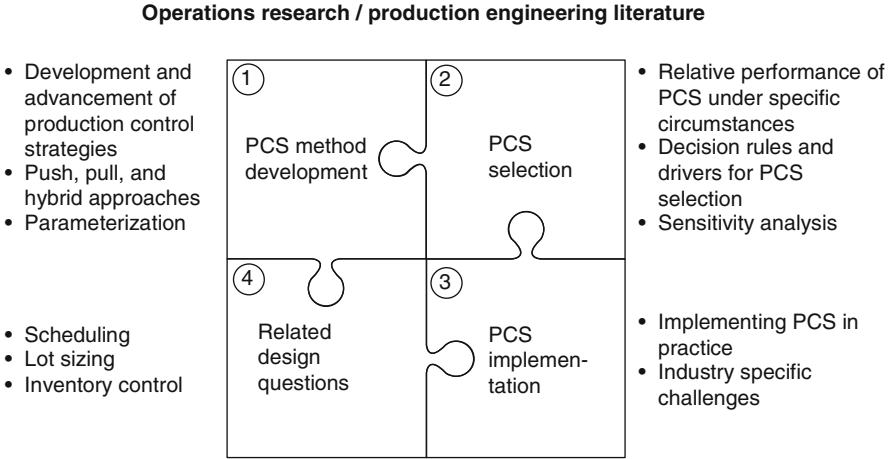 Operations research / production engineering literature
• Development and
advancement of
production control
strategies
• Push, pull, and
hybrid approaches
• Parameterization
1
PCS method
development
2
PCS
selection
• Relative performance of
PCS under specific
circumstances
• Decision rules and
drivers for PCS
selection
• Sensitivity analysis
• Scheduling
• Lot sizing
• Inventory control
4
Related
design
questions
3
PCS
implemen-
tation
• Implementing PCS in
practice
• Industry specific
challenges